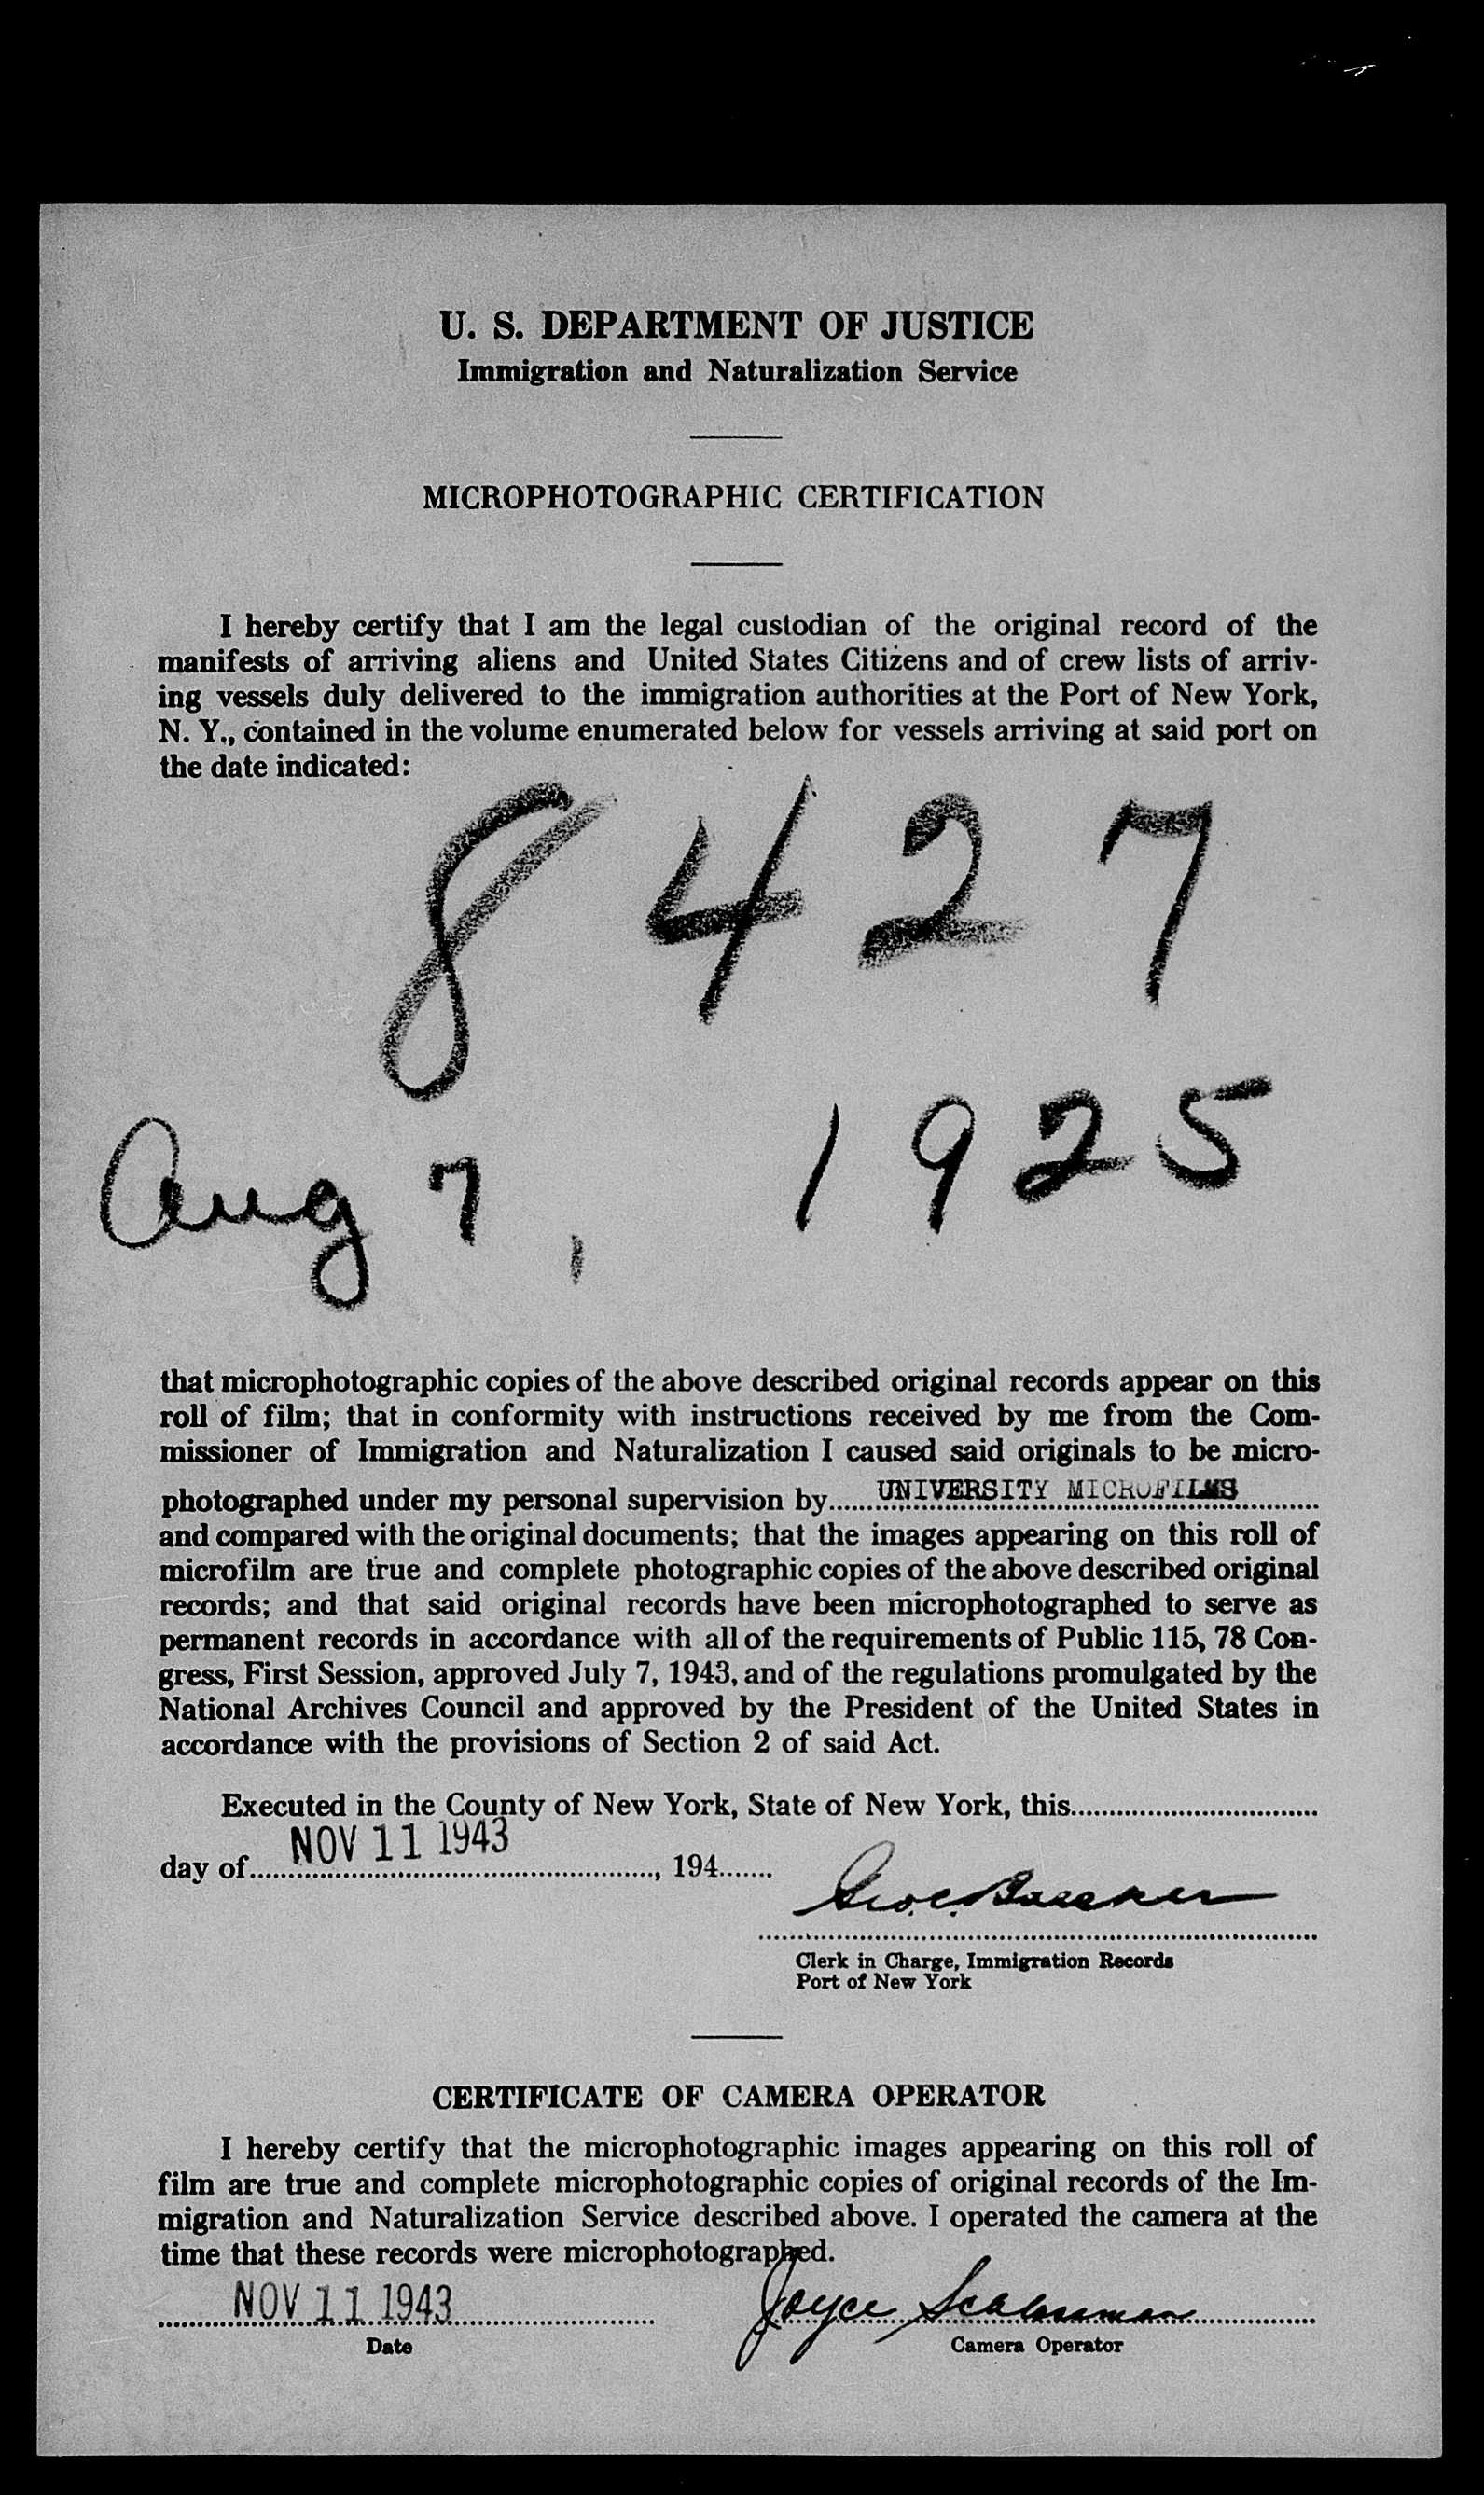 U. S. DEPARTMENT OF JUSTICE
Immigration and Naturalization Service
MICROPHOTOGRAPHIC CERTIFICATION
I hereby certify that I am the legal custodian of the original record of the
manifests of arriving aliens and United States Citizens and of crew lists of arriv-
ing vessels duly delivered to the immigration authorities at the Port of New York,
N. Y., contained in the volume enumerated below for vessels arriving at said port on
the date indicated:
8427
Aug 7, 1925
that microphotographic copies of the above described original records appear on this
roll of film; that in conformity with instructions received by me from the Com-
missioner of Immigration and Naturalization I caused said originals to be micro-
photographed under my personal supervision by......UNIVERSITY MICROFILMS......
and compared with the original documents; that the images appearing on this roll of
microfilm are true and complete photographic copies of the above described original
records; and that said original records have been microphotographed to serve as
permanent records in accordance with all of the requirements of Public 115, 78 Con-
gress, First Session, approved July 7, 1943, and of the regulations promulgated by the
National Archives Council and approved by the President of the United States in
accordance with the provisions of Section 2 of said Act.
Executed in the County of New York, State of New York, this................................
day of......NOV 11 1943......, 194.......
Geo. C.
Clerk in Charge, Immigration Records
Port of New York
CERTIFICATE OF CAMERA OPERATOR
I hereby certify that the microphotographic images appearing on this roll of
film are true and complete microphotographic copies of original records of the Im-
migration and Naturalization Service described above. I operated the camera at the
time that these records were microphotographed.
NOV 11 1943 Joyce
Date Camera Operator